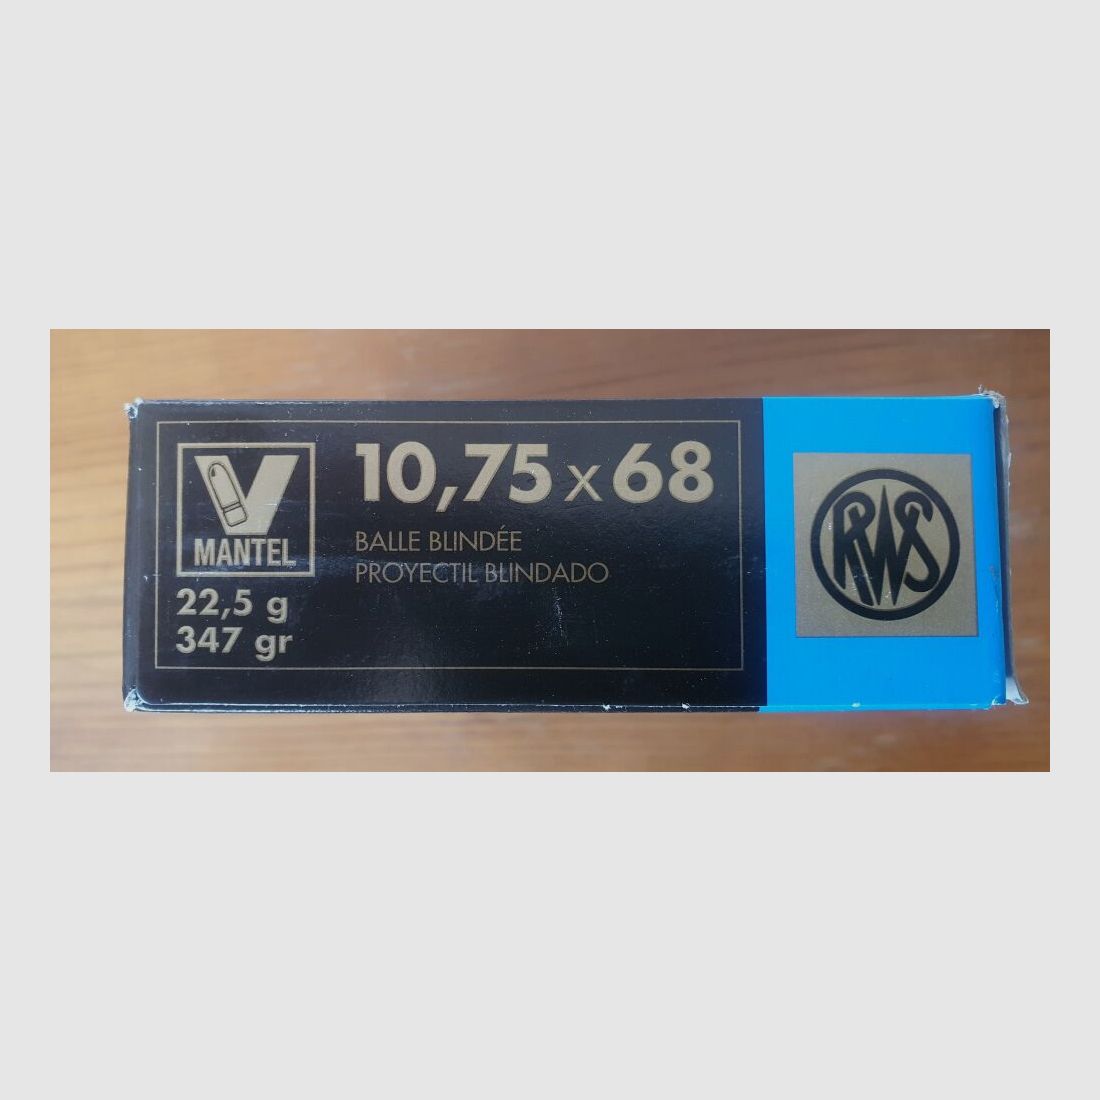 V
MANTEL
22,5 g
347 gr
10,75 x 68
BALLE BLINDÉE
PROYECTIL BLINDADO
RWS